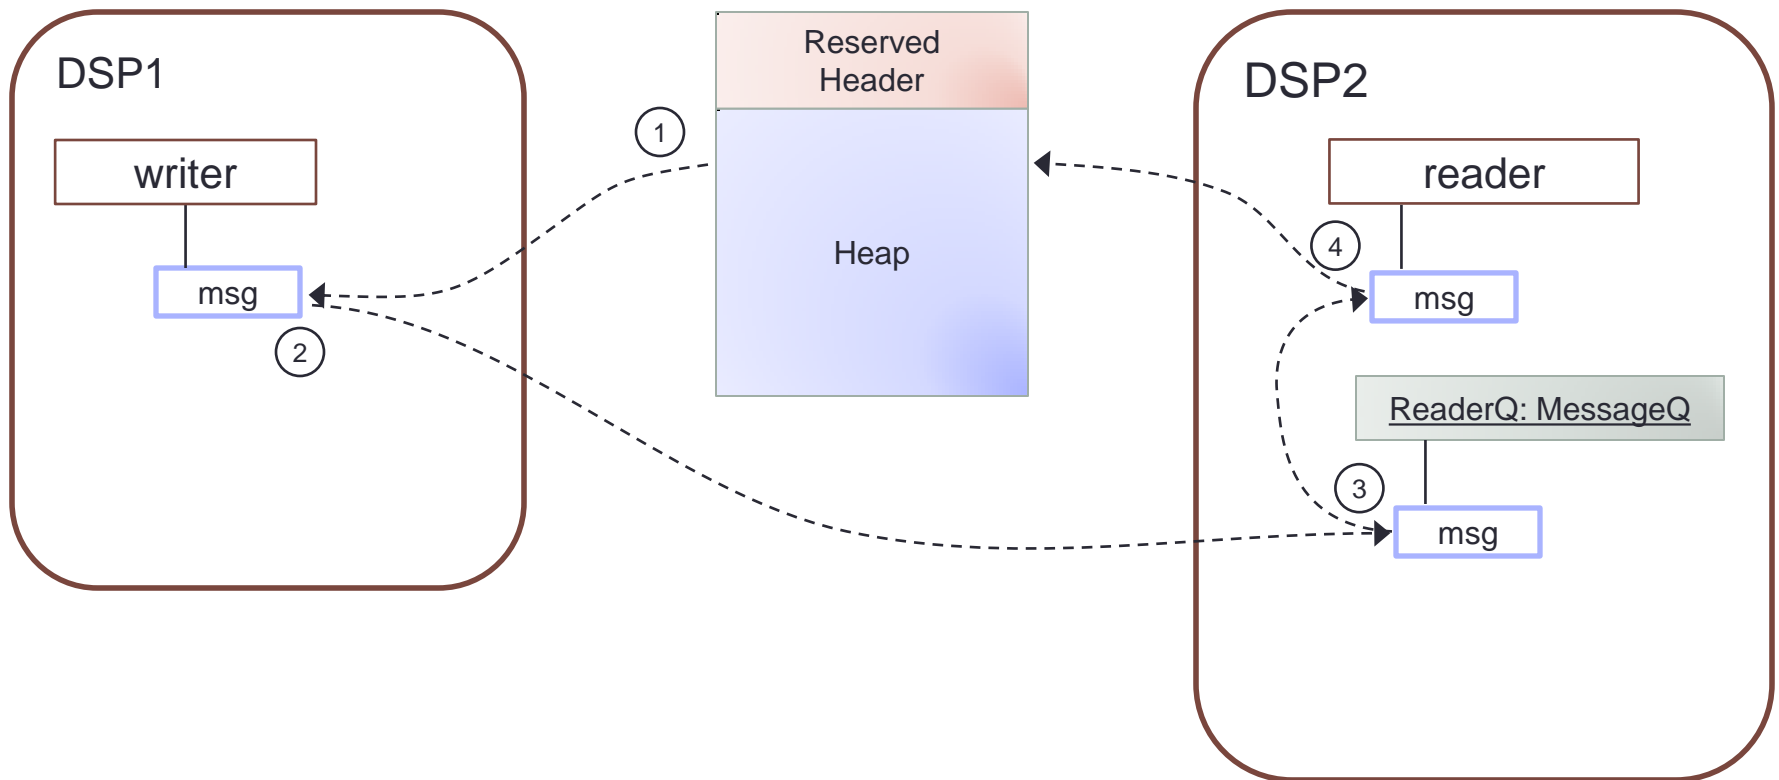 DSP1
writer
msg
2
1
Reserved
Header
Heap
DSP2
reader
4
msg
ReaderQ: MessageQ
3
msg